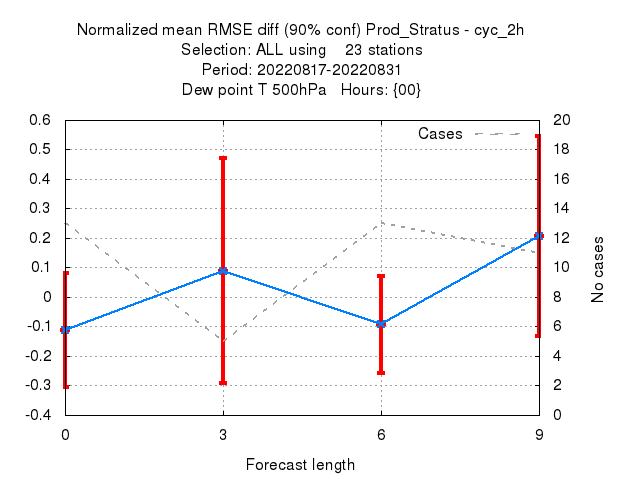 Normalized mean RMSE diff (90% conf) Prod_Stratus - cyc_2h
Selection: ALL using    23 stations
Period: 20220817-20220831
Dew point T 500hPa   Hours: {00}
Cases
0.6
0.5
0.4
0.3
0.2
0.1
0
-0.1
-0.2
-0.3
-0.4
20
18
16
14
12
10
8
6
4
2
0
No cases
0 3 6 9
Forecast length